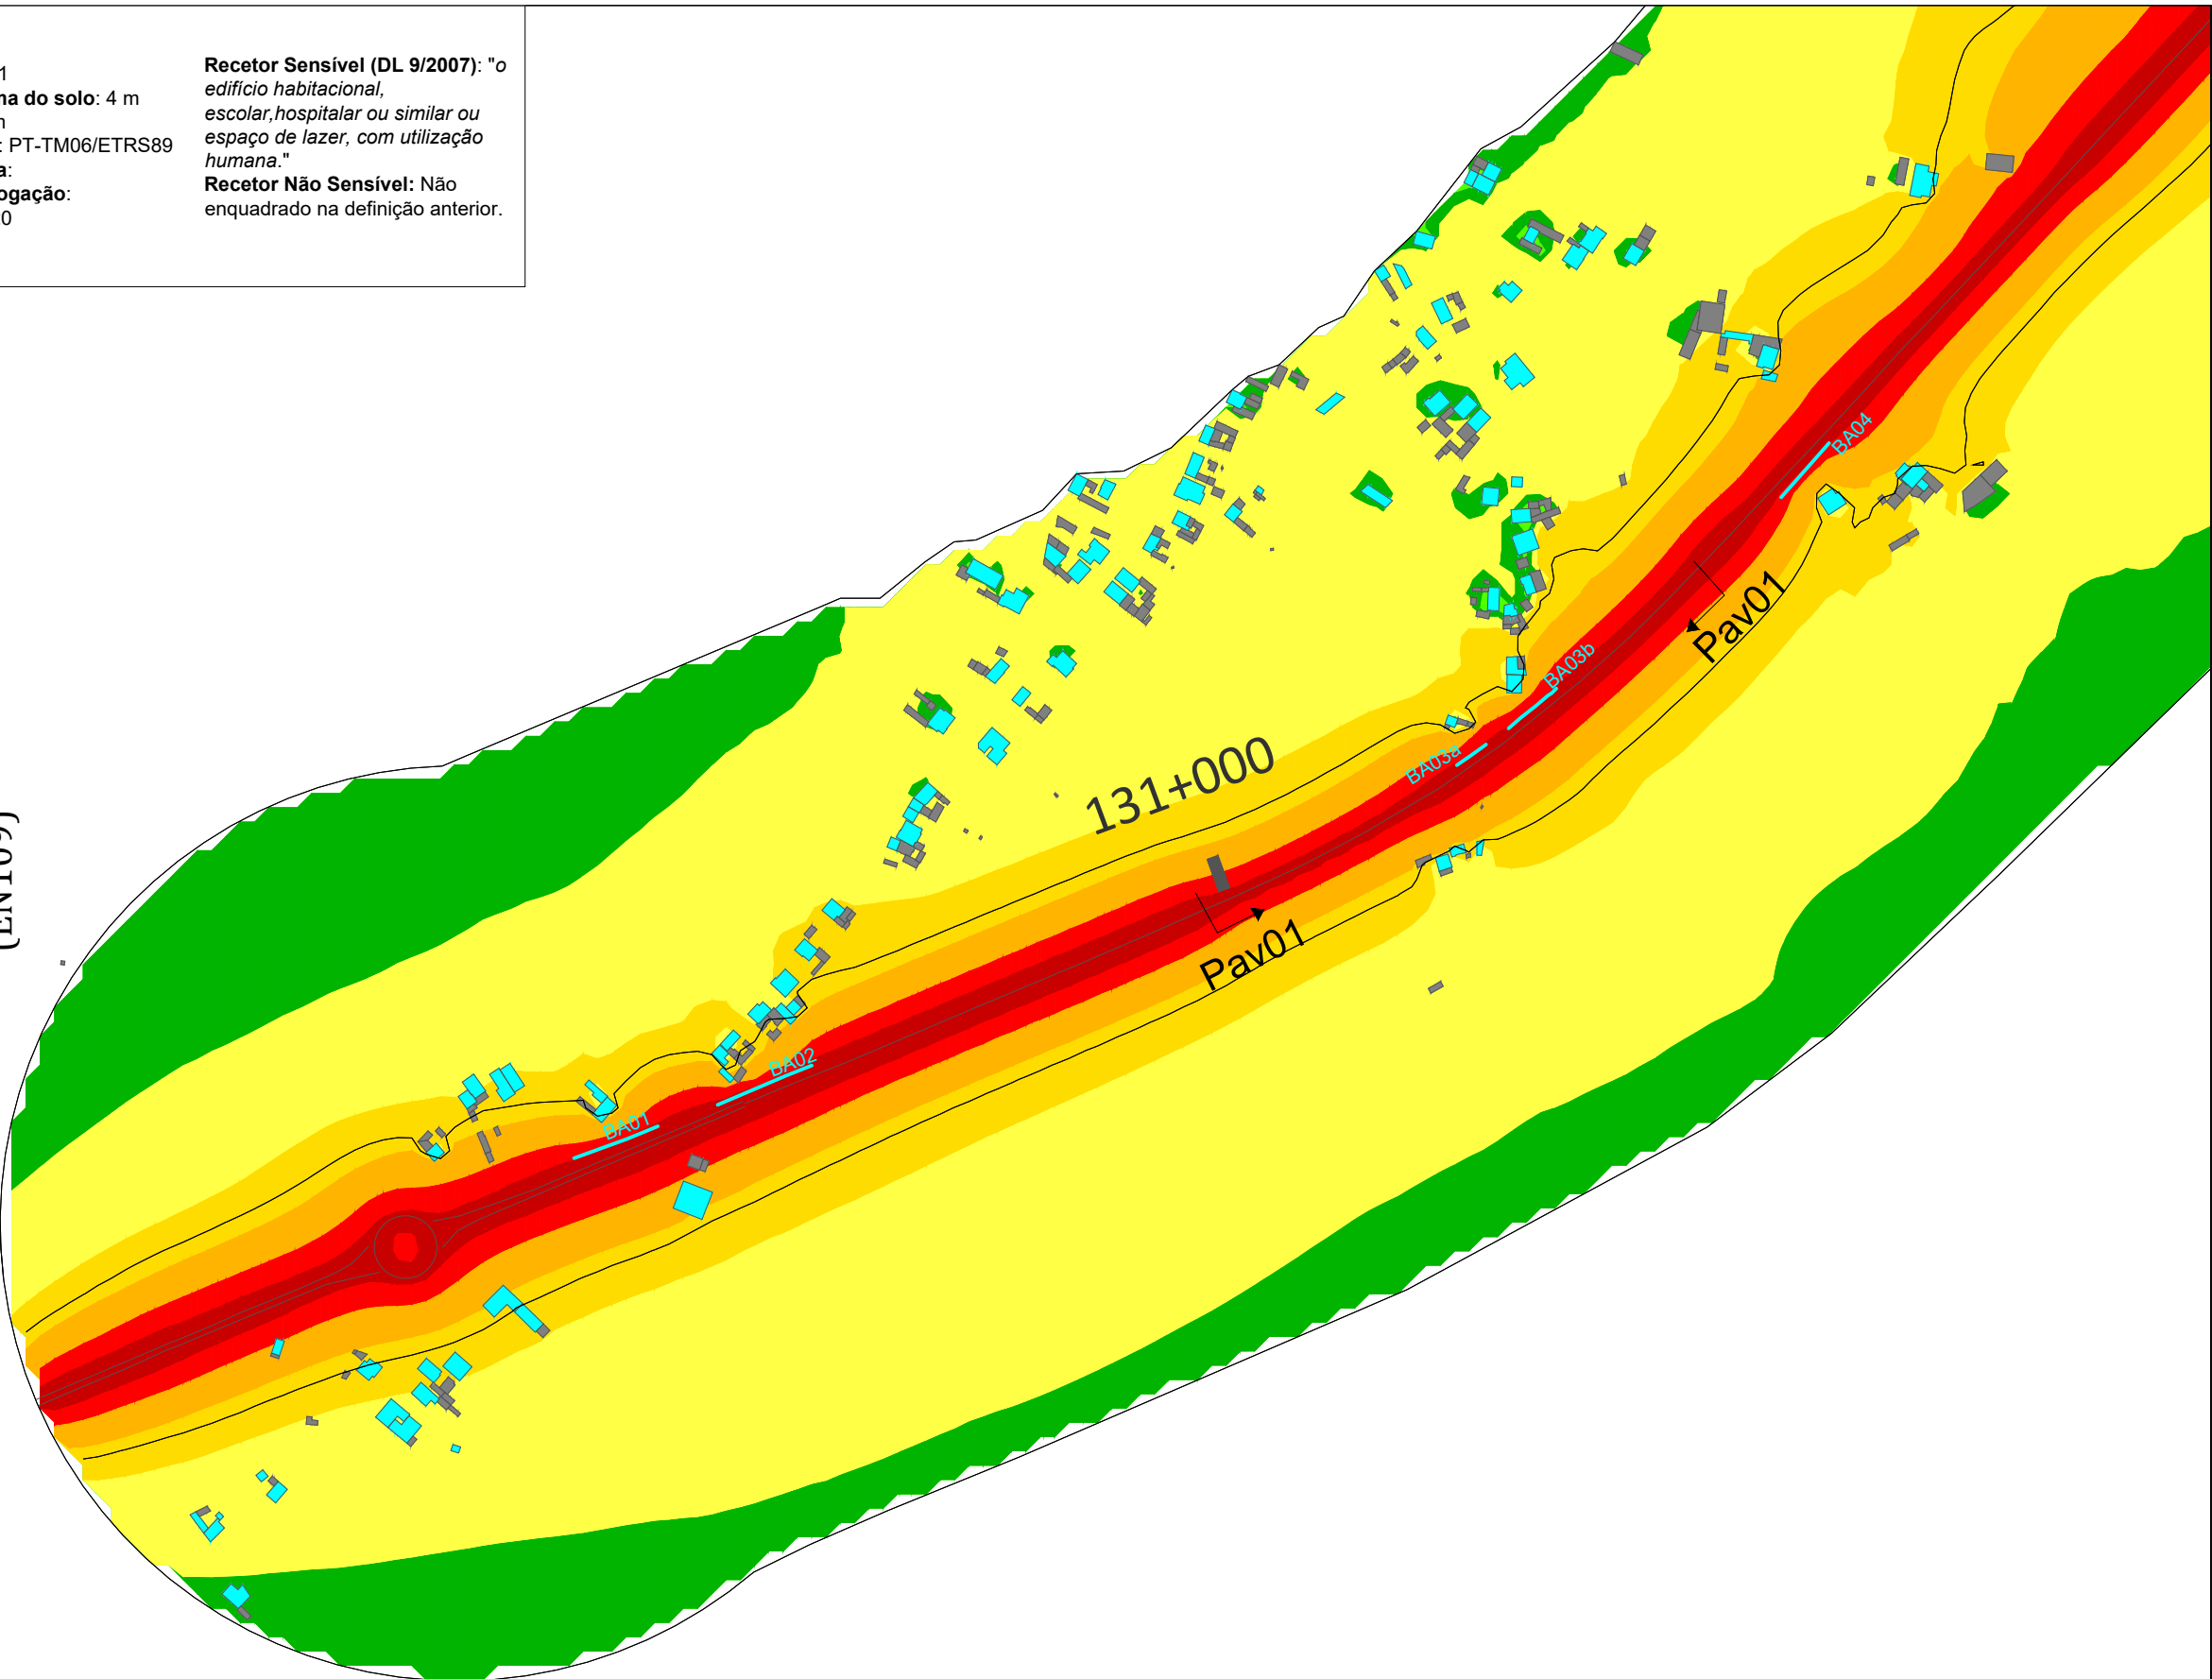 1
na do solo: 4 m
: PT-TM06/ETRS89
a:
ogação:
0
Recetor Sensível (DL 9/2007): "o
edifício habitacional,
escolar,hospitalar ou similar ou
espaço de lazer, com utilização
humana."
Recetor Não Sensível: Não
enquadrado na definição anterior.
(EN109)
131+000
Pav01
Pav01
BA01
BA02
BA03a
BA03b
BA04